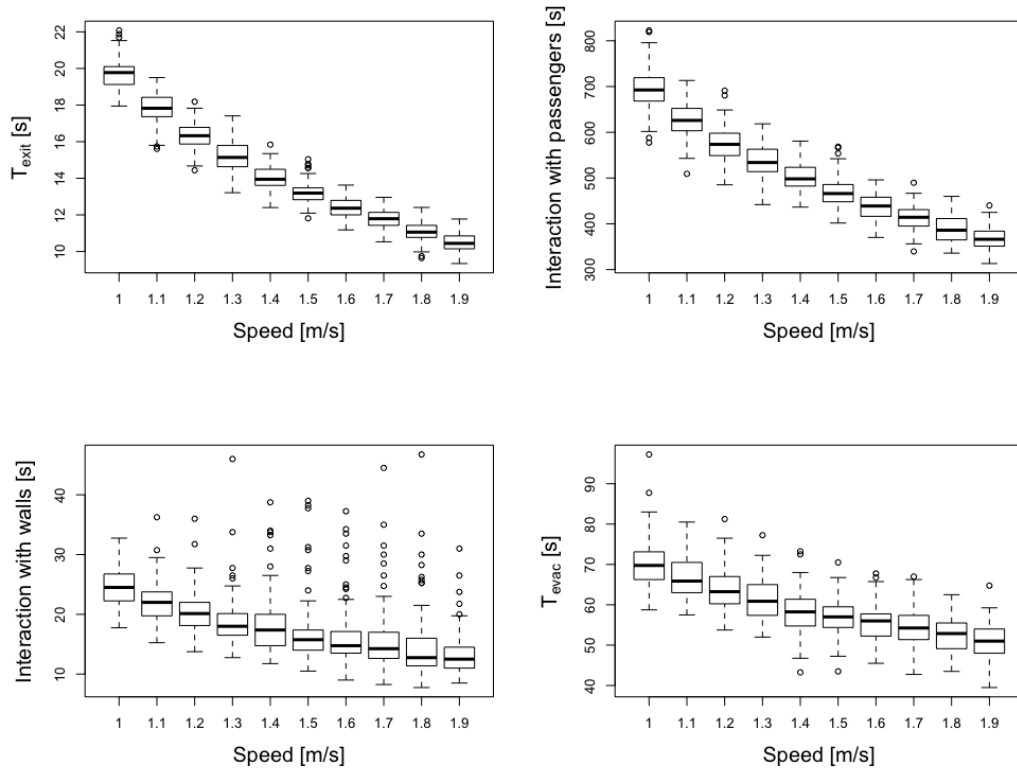 T_exit [s]
22
20
18
16
14
12
10
1 1.1 1.2 1.3 1.4 1.5 1.6 1.7 1.8 1.9
Speed [m/s]
Interaction with passengers [s]
800
700
600
500
400
300
1 1.1 1.2 1.3 1.4 1.5 1.6 1.7 1.8 1.9
Speed [m/s]
Interaction with walls [s]
40
30
20
10
1 1.1 1.2 1.3 1.4 1.5 1.6 1.7 1.8 1.9
Speed [m/s]
T_evac [s]
90
80
70
60
50
40
1 1.1 1.2 1.3 1.4 1.5 1.6 1.7 1.8 1.9
Speed [m/s]